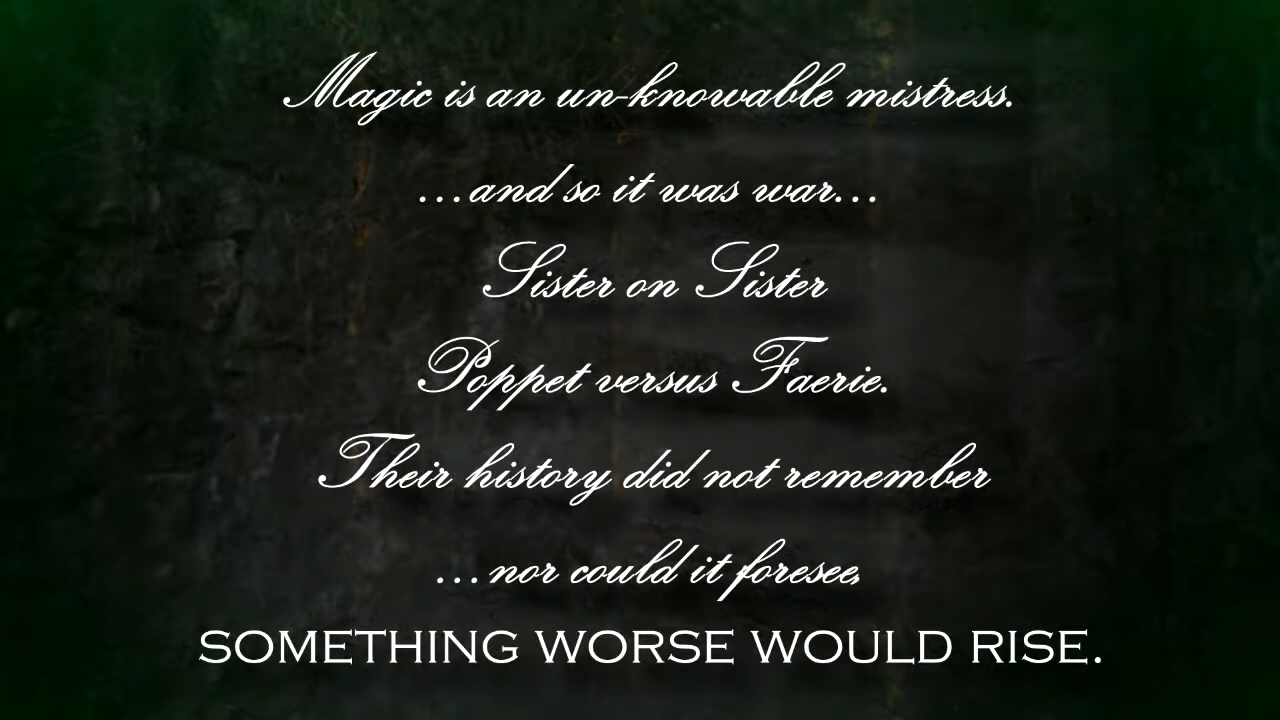 Magic is an un-knowable mistress.
...and so it was war...
Sister on Sister
Poppet versus Faerie.
Their history did not remember
... nor could it foresee,
SOMETHING WORSE WOULD RISE.